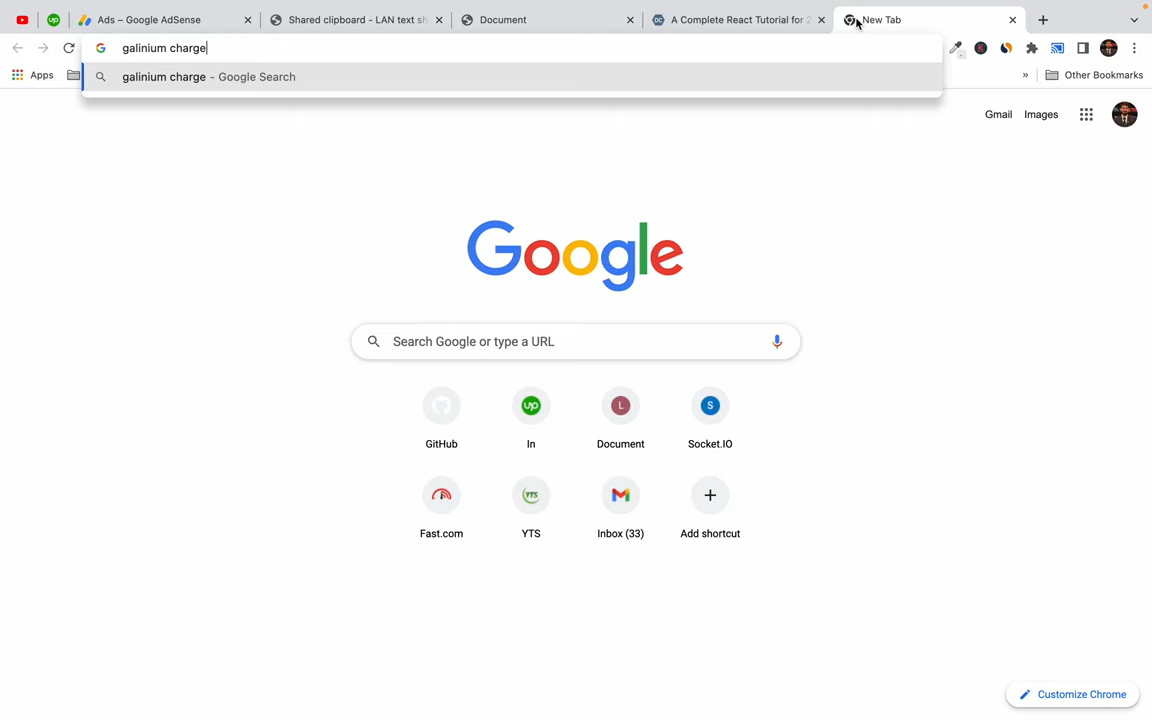 Ads – Google AdSense
Shared clipboard - LAN text sh
Document
A Complete React Tutorial for 2
New Tab
galinium charge
galinium charge - Google Search
Apps
»
Other Bookmarks
Gmail
Images
Google
Search Google or type a URL
GitHub
up
In
L
Document
S
Socket.IO
Fast.com
YTS
YTS
Inbox (33)
Add shortcut
Customize Chrome